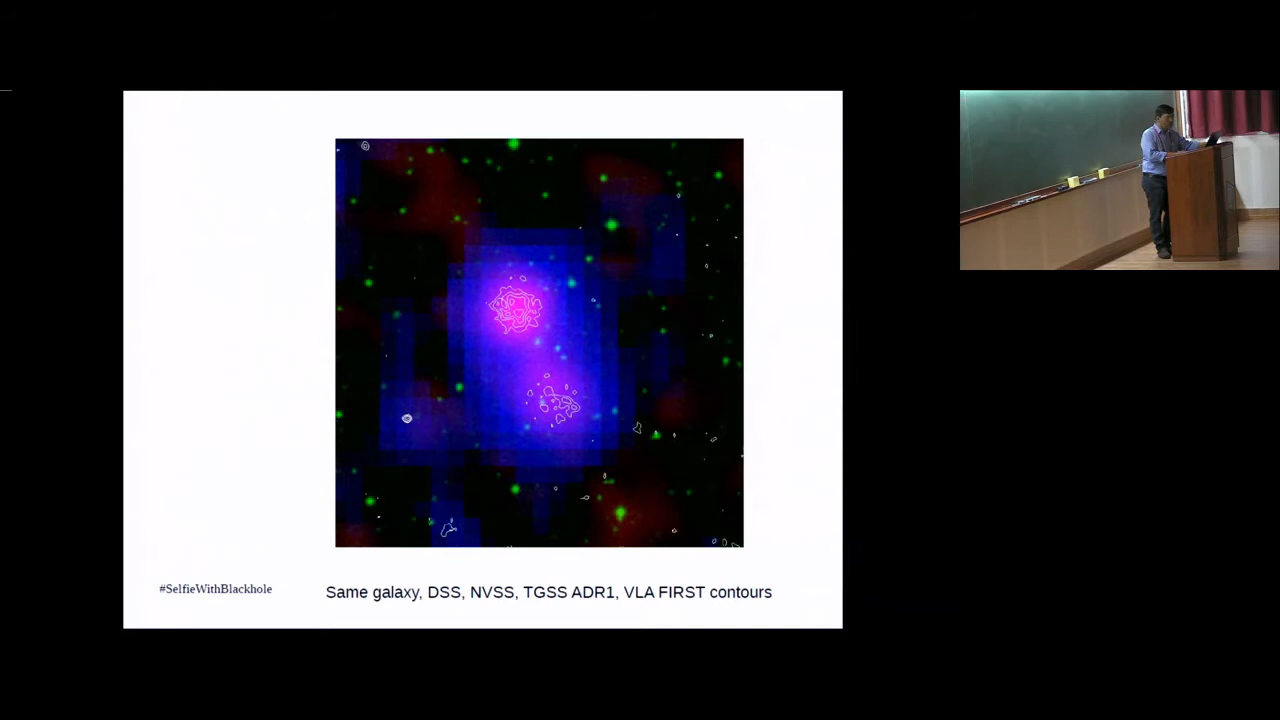 #SelfieWithBlackhole
Same galaxy, DSS, NVSS, TGSS ADR1, VLA FIRST contours